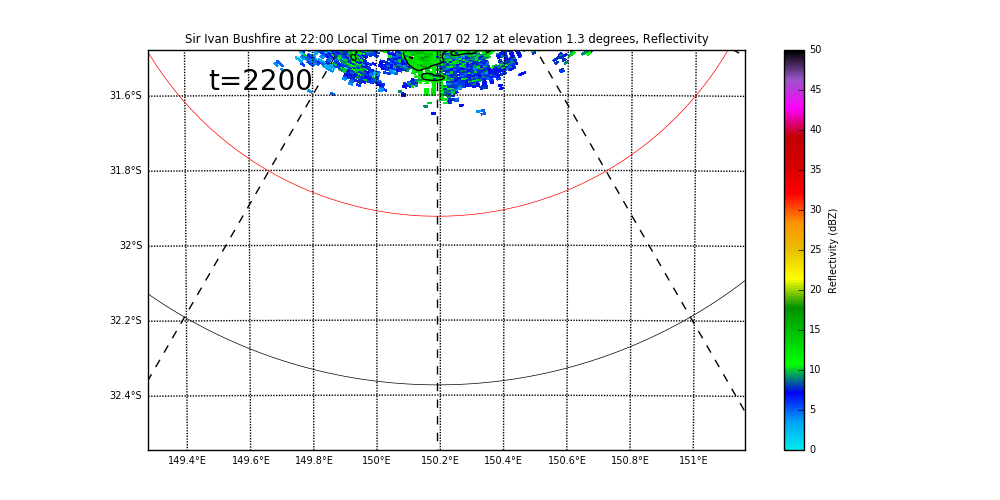 Sir Ivan Bushfire at 22:00 Local Time on 2017 02 12 at elevation 1.3 degrees, Reflectivity
t=2200
31.6°S
31.8°S
32°S
32.2°S
32.4°S
149.4°E 149.6°E 149.8°E 150°E 150.2°E 150.4°E 150.6°E 150.8°E 151°E
50
45
40
35
30
25
20
15
10
5
0
Reflectivity (dBZ)